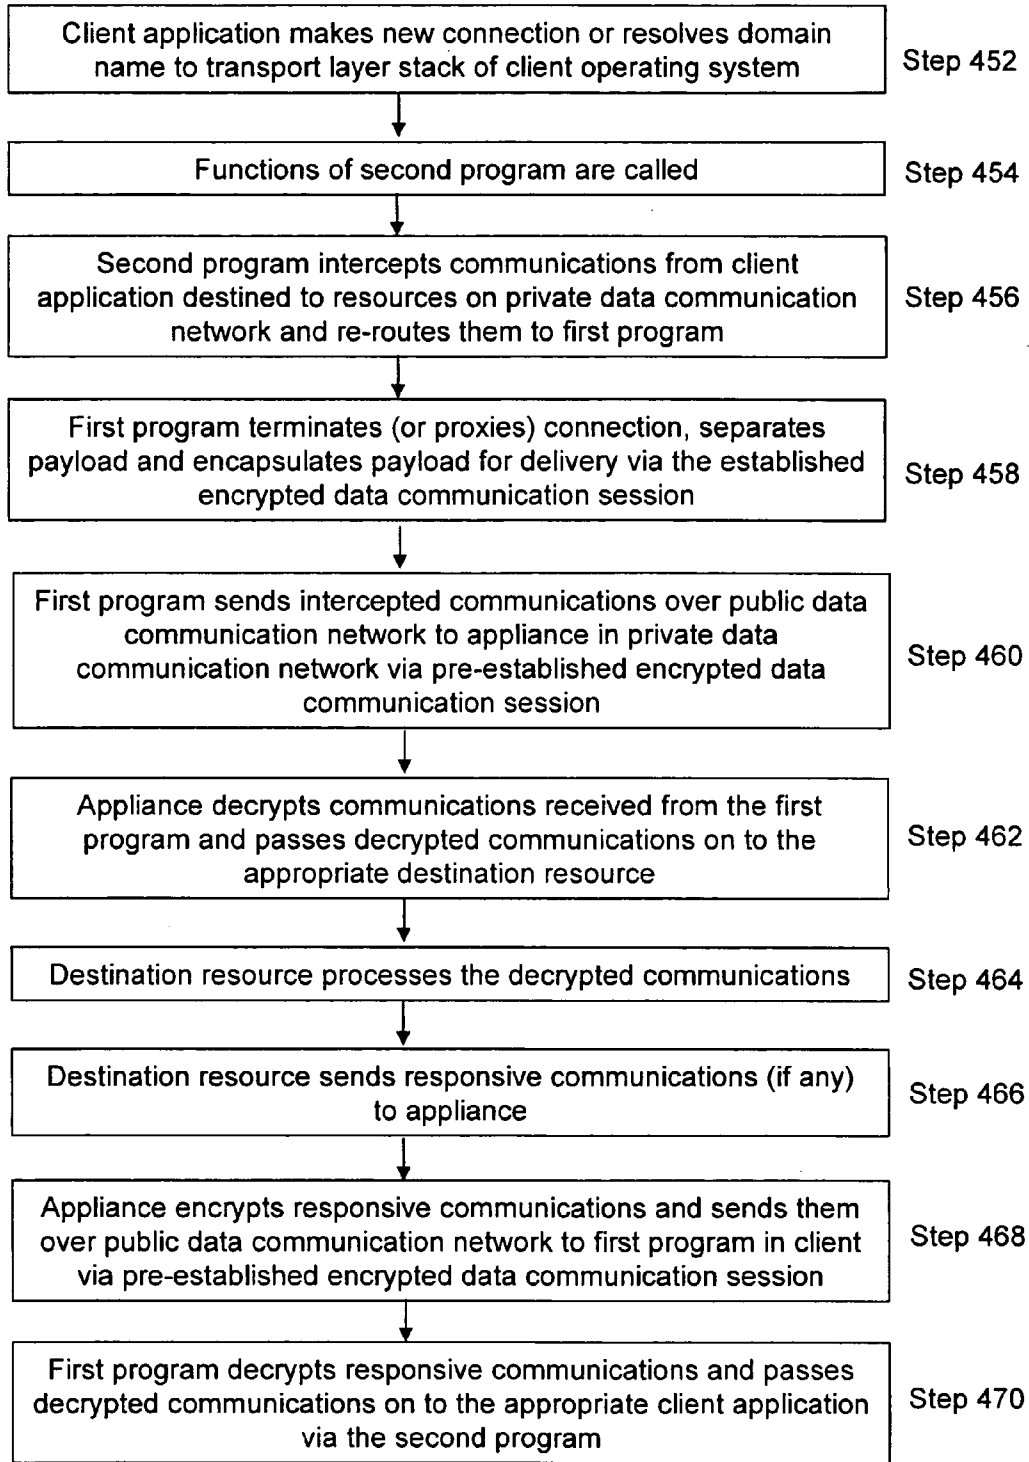 Client application makes new connection or resolves domain
name to transport layer stack of client operating system
Step 452
Functions of second program are called
Step 454
Second program intercepts communications from client
application destined to resources on private data communication
network and re-routes them to first program
Step 456
First program terminates (or proxies) connection, separates
payload and encapsulates payload for delivery via the established
encrypted data communication session
Step 458
First program sends intercepted communications over public data
communication network to appliance in private data
communication network via pre-established encrypted data
communication session
Step 460
Appliance decrypts communications received from the first
program and passes decrypted communications on to the
appropriate destination resource
Step 462
Destination resource processes the decrypted communications
Step 464
Destination resource sends responsive communications (if any)
to appliance
Step 466
Appliance encrypts responsive communications and sends them
over public data communication network to first program in client
via pre-established encrypted data communication session
Step 468
First program decrypts responsive communications and passes
decrypted communications on to the appropriate client application
via the second program
Step 470